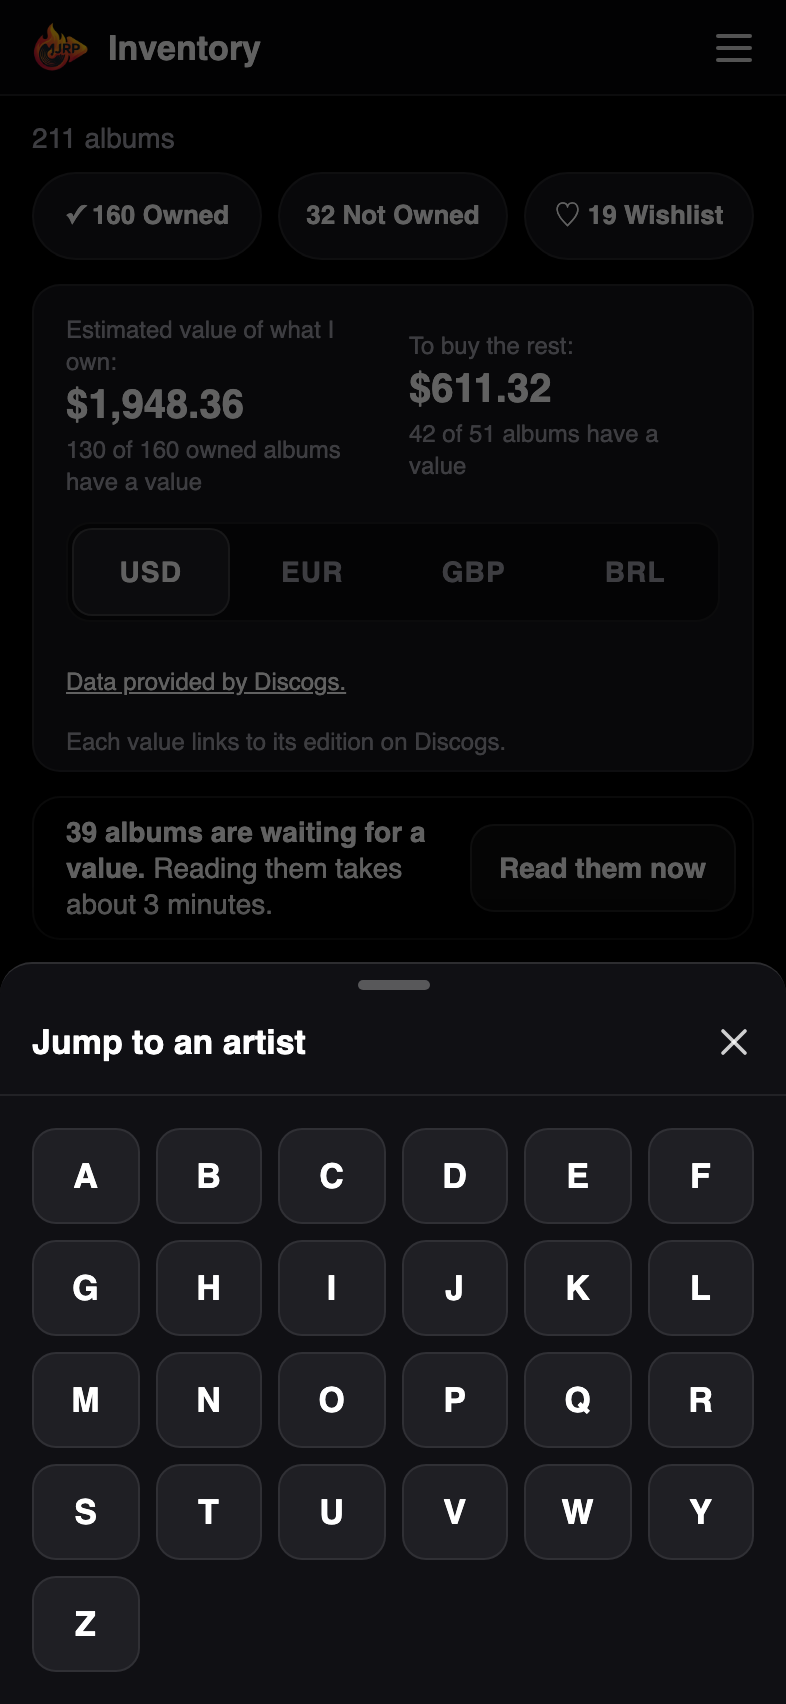 MJRP
Inventory
211 albums
✓ 160 Owned
32 Not Owned
♡ 19 Wishlist
Estimated value of what I
own:
$1,948.36
130 of 160 owned albums
have a value
To buy the rest:
$611.32
42 of 51 albums have a
value
USD
EUR
GBP
BRL
Data provided by Discogs.
Each value links to its edition on Discogs.
39 albums are waiting for a
value. Reading them takes
about 3 minutes.
Read them now
Jump to an artist
A B C D E F
G H I J K L
M N O P Q R
S T U V W Y
Z